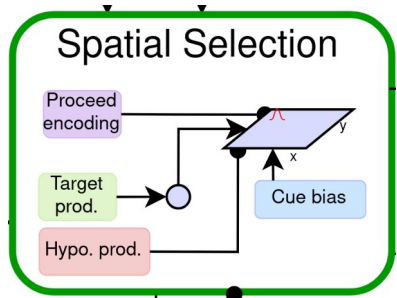 Spatial Selection
Proceed
encoding
y
x
Target
prod.
Cue bias
Hypo. prod.